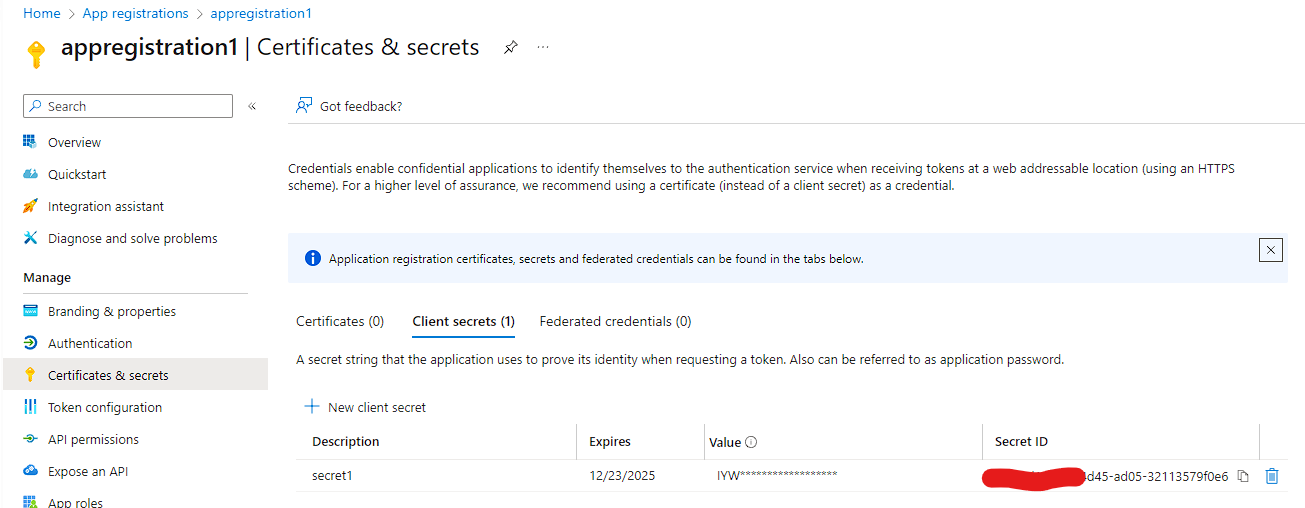 Home > App registrations > appregistration1
appregistration1 | Certificates & secrets ...
Search «
Got feedback?
Overview
Quickstart
Integration assistant
Diagnose and solve problems
Manage
Branding & properties
Authentication
Certificates & secrets
Token configuration
API permissions
Expose an API
App roles
Credentials enable confidential applications to identify themselves to the authentication service when receiving tokens at a web addressable location (using an HTTPS
scheme). For a higher level of assurance, we recommend using a certificate (instead of a client secret) as a credential.
Application registration certificates, secrets and federated credentials can be found in the tabs below.
Certificates (0) Client secrets (1) Federated credentials (0)
A secret string that the application uses to prove its identity when requesting a token. Also can be referred to as application password.
New client secret
Description Expires Value Secret ID
secret1 12/23/2025 IYW****************** d45-ad05-32113579f0e6